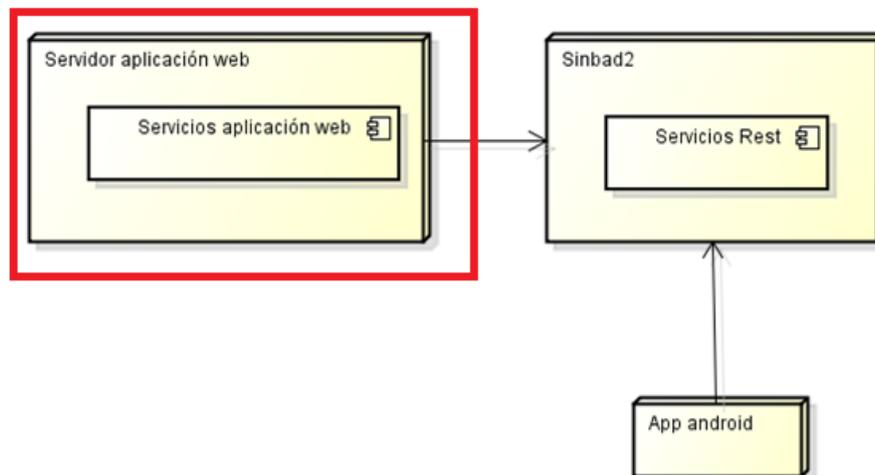 Servidor aplicación web
Servicios aplicación web
Sinbad2
Servicios Rest
App android